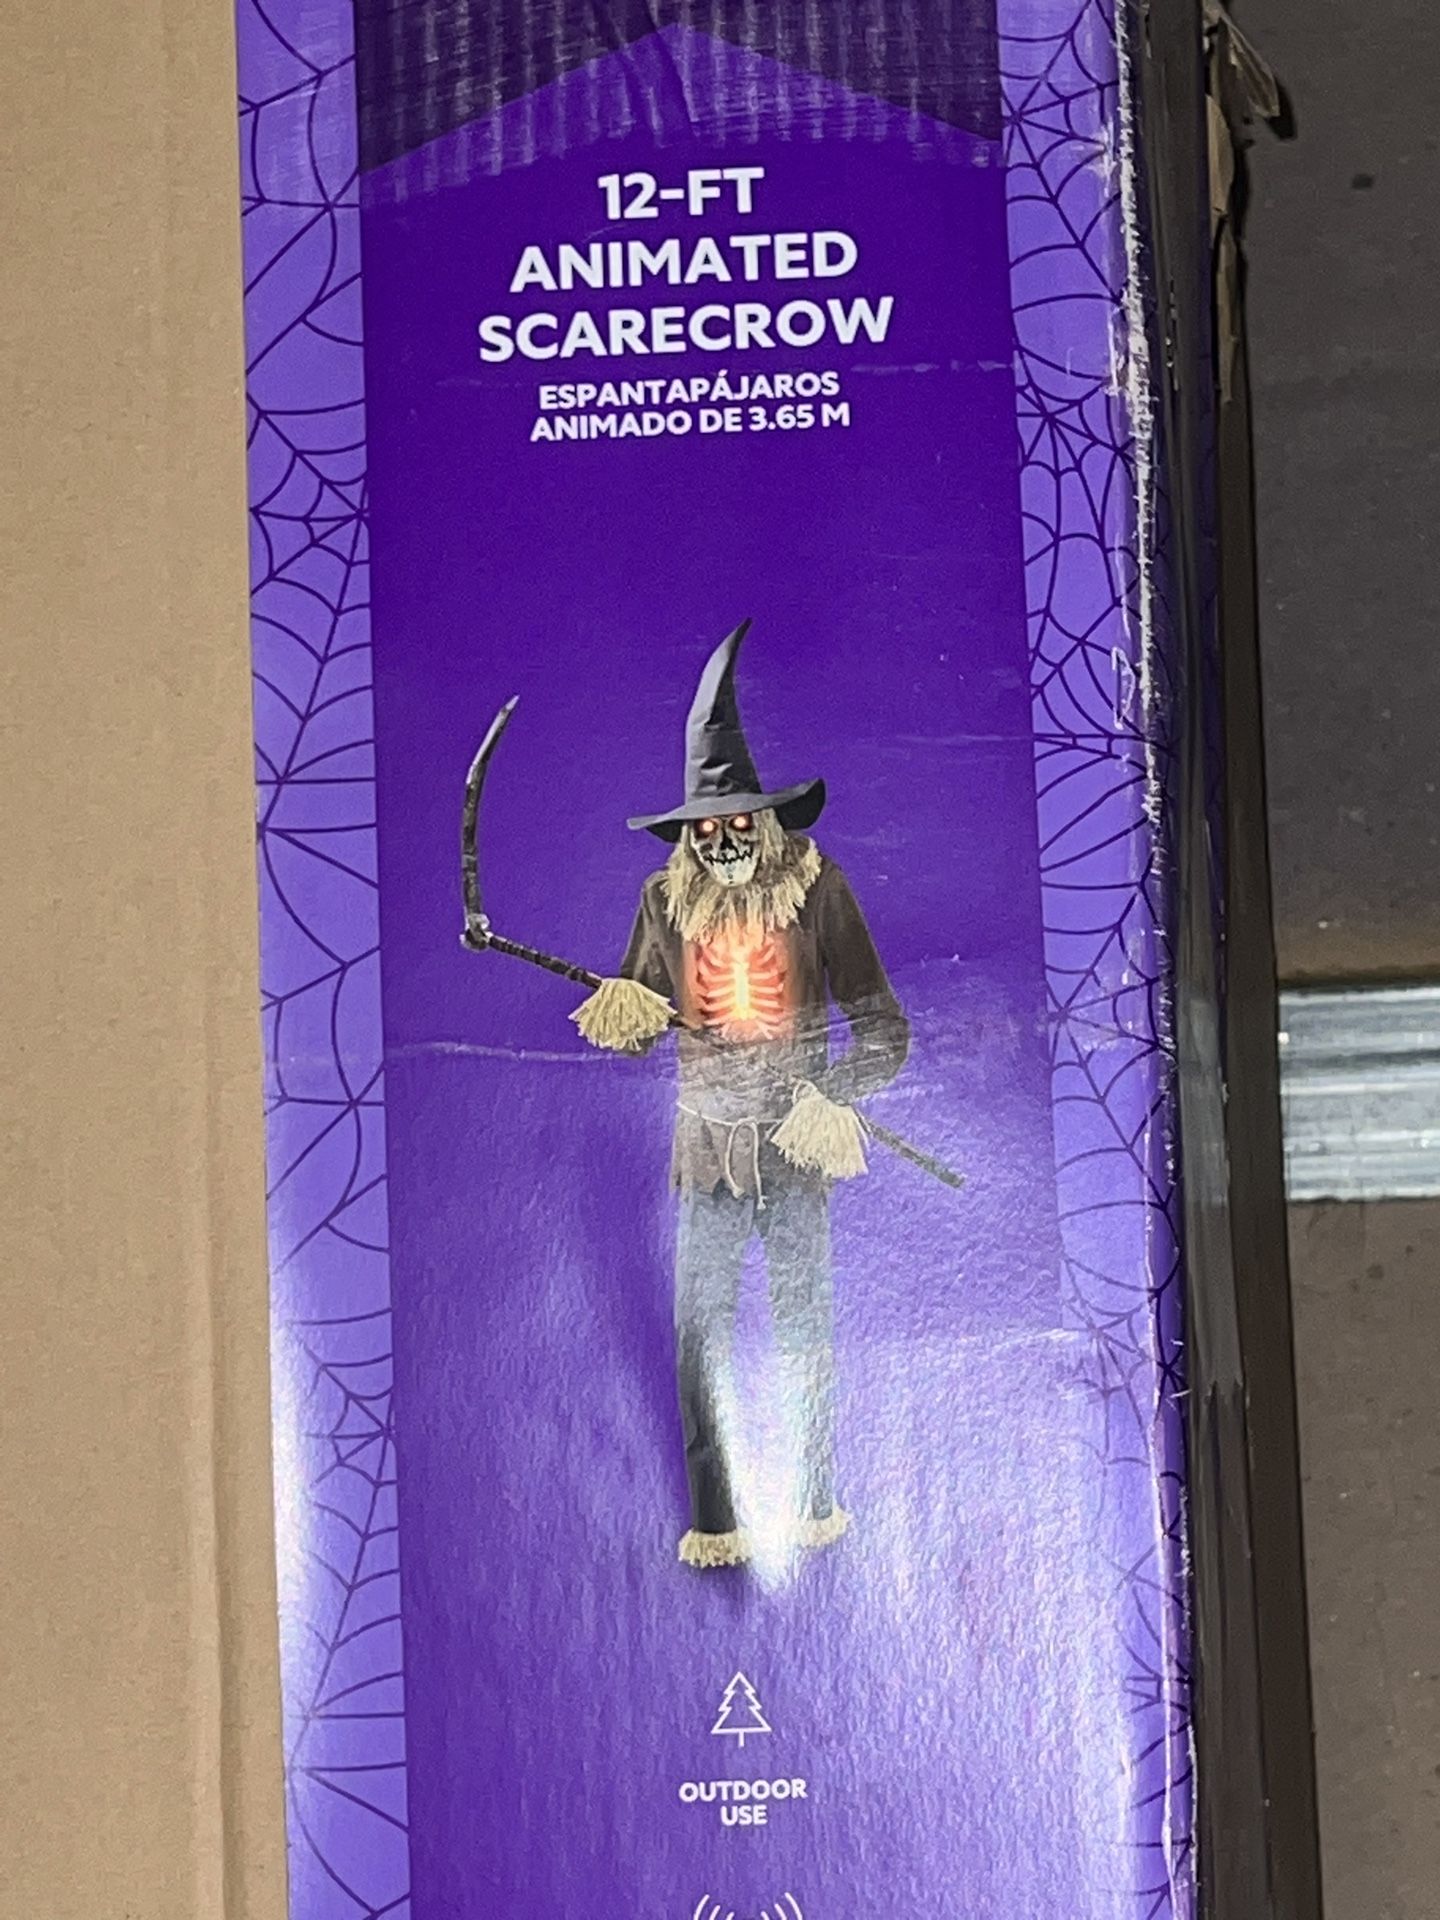 12-FT
ANIMATED
SCARECROW
ESPANTAPÁJAROS
ANIMADO DE 3.65 M
OUTDOOR
USE